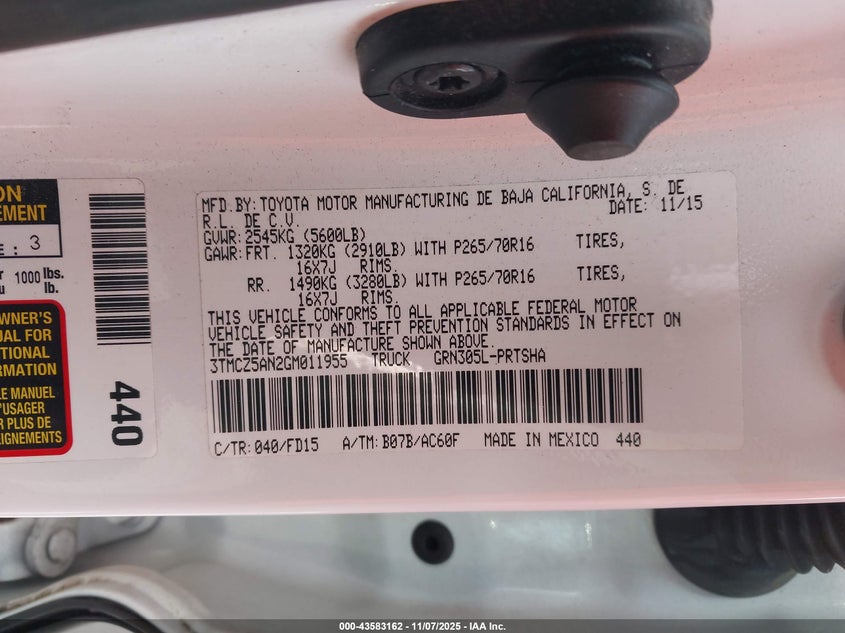 ON
EMENT
E : 3
r 1000 lbs.
u lb.
WNER'S
UAL FOR
TIONAL
RMATION
LE MANUEL
'USAGER
R PLUS DE
EIGNEMENTS
440
MFD.BY:TOYOTA MOTOR MANUFACTURING DE BAJA CALIFORNIA, S. DE
R.L. DE C.V. DATE: 11/15
GVWR: 2545KG (5600LB)
GAWR: FRT. 1320KG (2910LB) WITH P265/70R16 TIRES,
16X7J RIMS.
RR. 1490KG (3280LB) WITH P265/70R16 TIRES,
16X7J RIMS.
THIS VEHICLE CONFORMS TO ALL APPLICABLE FEDERAL MOTOR
VEHICLE SAFETY AND THEFT PREVENTION STANDARDS IN EFFECT ON
THE DATE OF MANUFACTURE SHOWN ABOVE.
3TMCZ5AN2GM011955 TRUCK GRN305L-PRTSHA
C/TR: 040/FD15 A/TM: B07B/AC60F MADE IN MEXICO 440
000-43583162 - 11/07/2025 - IAA Inc.